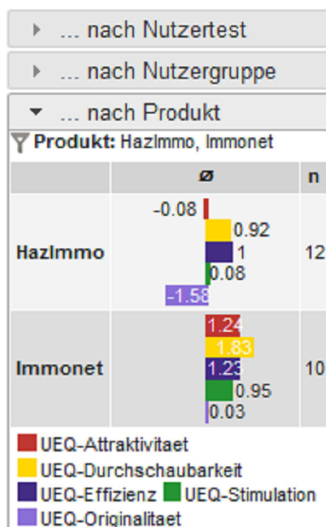 ... nach Nutzertest
... nach Nutzergruppe
... nach Produkt
Produkt: HazImmo, Immonet
ø n
-0.08
0.92
HazImmo 1 12
0.08
-1.58
1.24
1.83
Immonet 1.23 10
0.95
0.03
UEQ-Attraktivitaet
UEQ-Durchschaubarkeit
UEQ-Effizienz UEQ-Stimulation
UEQ-Originalitaet